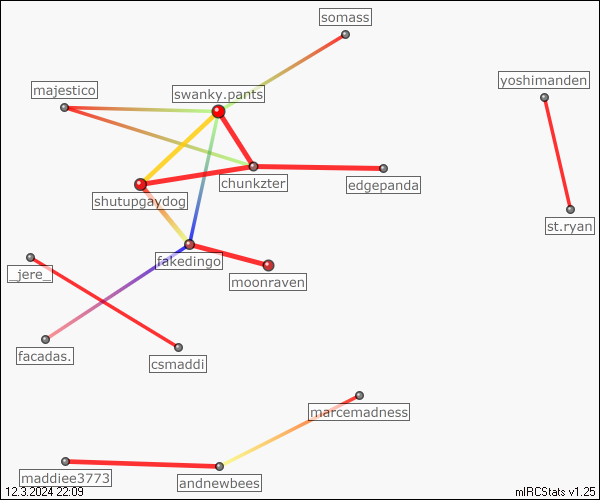 somass
yoshimanden
majestico
swanky.pants
chunkzter
edgepanda
shutupgaydog
st.ryan
fakedingo
_jere_
moonraven
facadas.
csmaddi
marcemadness
maddiee3773
andnewbees
12.3.2024 22:09
mIRCStats v1.25